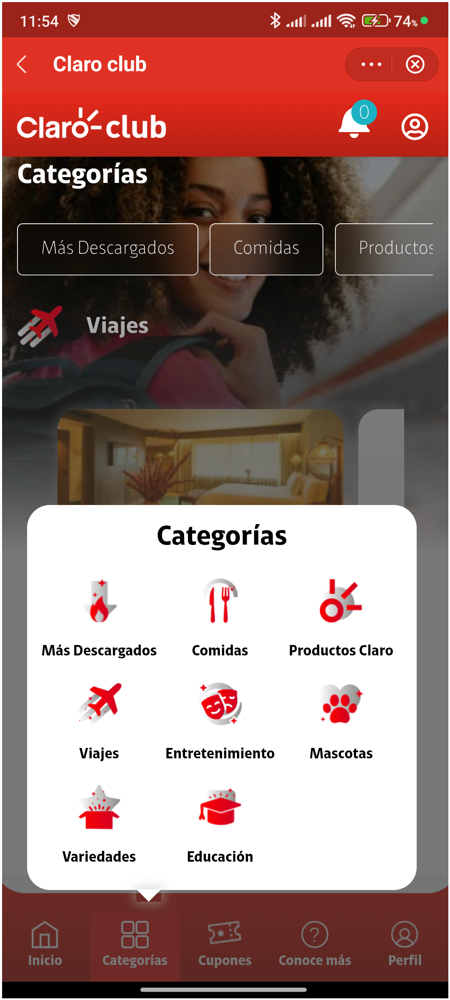 11:54
74%
Claro club
Claro-club
0
Categorías
Más Descargados
Comidas
Productos
Viajes
Categorías
Más Descargados
Comidas
Productos Claro
Viajes
Entretenimiento
Mascotas
Variedades
Educación
Inicio
Categorías
Cupones
Conoce más
Perfil